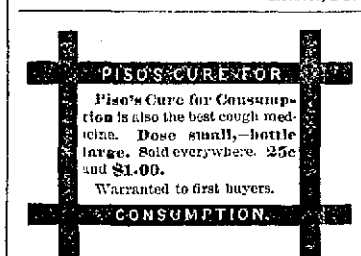 PISO'S CURE FOR
Piso's Cure for Consump-
tion is also the best cough med-
icine. Dose small,—bottle
large. Sold everywhere. 25c
and $1.00.
Warranted to first buyers.
CONSUMPTION.